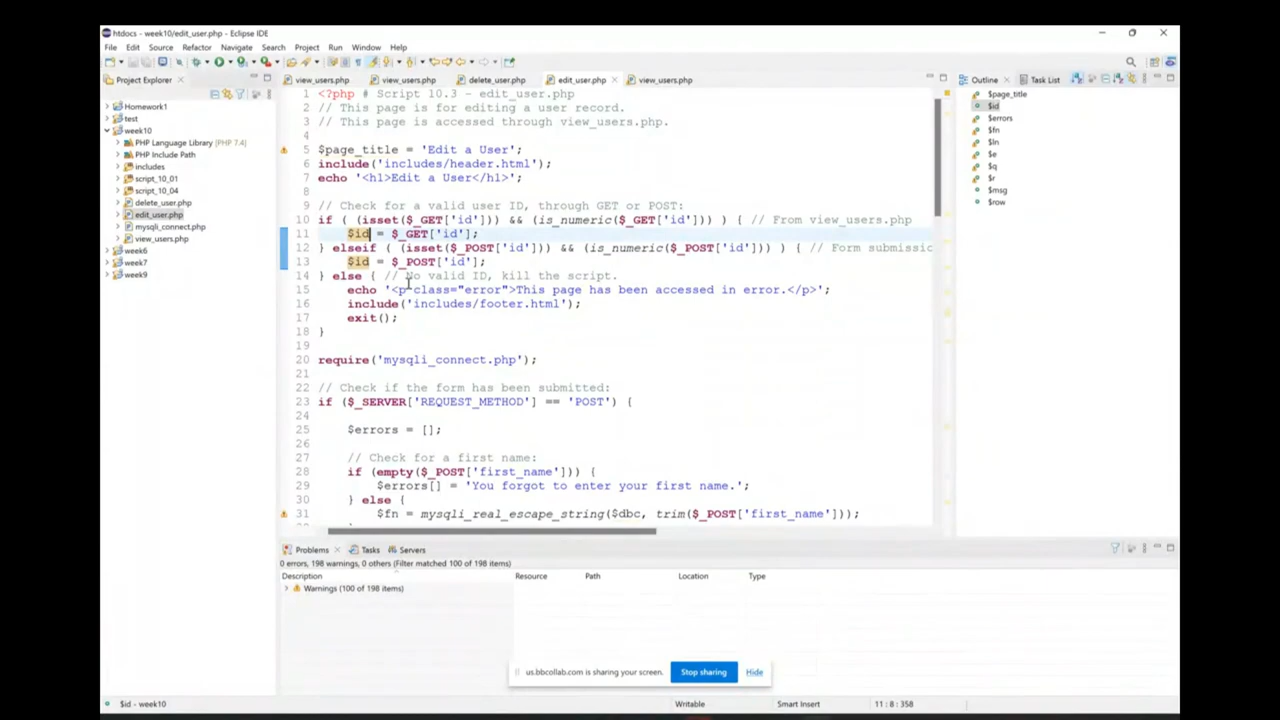 htdocs - week10/edit_user.php - Eclipse IDE
File Edit Source Refactor Navigate Search Project Run Window Help
Project Explorer
view_users.php view_users.php delete_user.php edit_user.php view_users.php
Outline Task List
Homework1
test
week10
PHP Language Library [PHP 7.4]
PHP Include Path
includes
script_10_01
script_10_04
delete_user.php
edit_user.php
mysqli_connect.php
view_users.php
week6
week7
week9
1 <?php # Script 10.3 - edit_user.php
2 // This page is for editing a user record.
3 // This page is accessed through view_users.php.
4
5 $page_title = 'Edit a User';
6 include('includes/header.html');
7 echo '<h1>Edit a User</h1>';
8
9 // Check for a valid user ID, through GET or POST:
10 if ( (isset($_GET['id'])) && (is_numeric($_GET['id'])) ) { // From view_users.php
11 $id = $_GET['id'];
12 } elseif ( (isset($_POST['id'])) && (is_numeric($_POST['id'])) ) { // Form submissic
13 $id = $_POST['id'];
14 } else { // No valid ID, kill the script.
15 echo '<p class="error">This page has been accessed in error.</p>';
16 include('includes/footer.html');
17 exit();
18 }
19
20 require('mysqli_connect.php');
21
22 // Check if the form has been submitted:
23 if ($_SERVER['REQUEST_METHOD'] == 'POST') {
24
25 $errors = [];
26
27 // Check for a first name:
28 if (empty($_POST['first_name'])) {
29 $errors[] = 'You forgot to enter your first name.';
30 } else {
31 $fn = mysqli_real_escape_string($dbc, trim($_POST['first_name']));
$page_title
$id
$errors
$fn
$ln
$e
$q
$r
$msg
$row
Problems Tasks Servers
0 errors, 198 warnings, 0 others (Filter matched 100 of 198 items)
Description Resource Path Location Type
Warnings (100 of 198 items)
us.bbcollab.com is sharing your screen. Stop sharing Hide
$id - week10 Writable Smart Insert 11 : 8 : 358